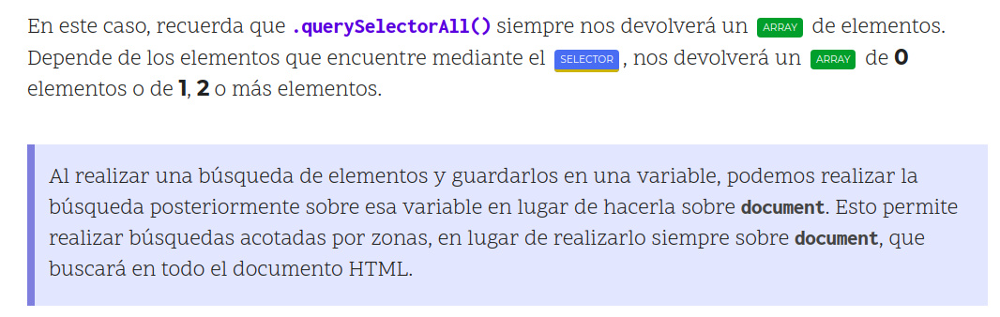 En este caso, recuerda que .querySelectorAll() siempre nos devolverá un ARRAY de elementos.
Depende de los elementos que encuentre mediante el SELECTOR, nos devolverá un ARRAY de 0
elementos o de 1, 2 o más elementos.
Al realizar una búsqueda de elementos y guardarlos en una variable, podemos realizar la
búsqueda posteriormente sobre esa variable en lugar de hacerla sobre document. Esto permite
realizar búsquedas acotadas por zonas, en lugar de realizarlo siempre sobre document, que
buscará en todo el documento HTML.